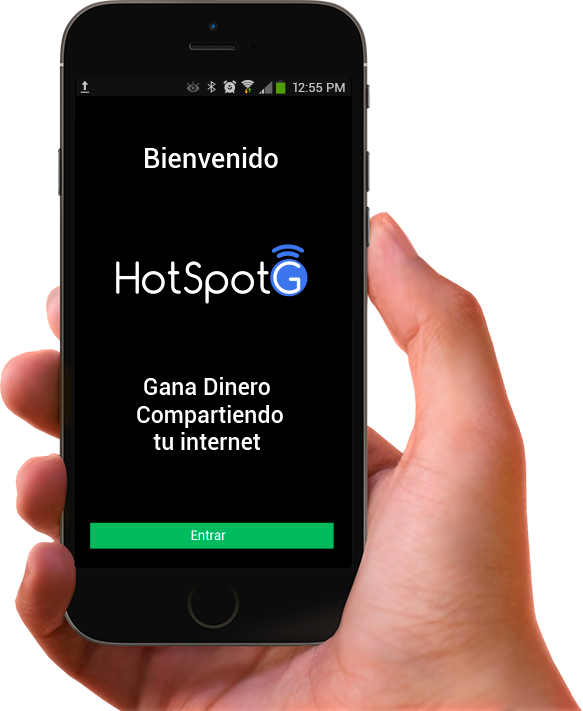 12:55 PM
Bienvenido
HotSpotG
Gana Dinero
Compartiendo
tu internet
Entrar